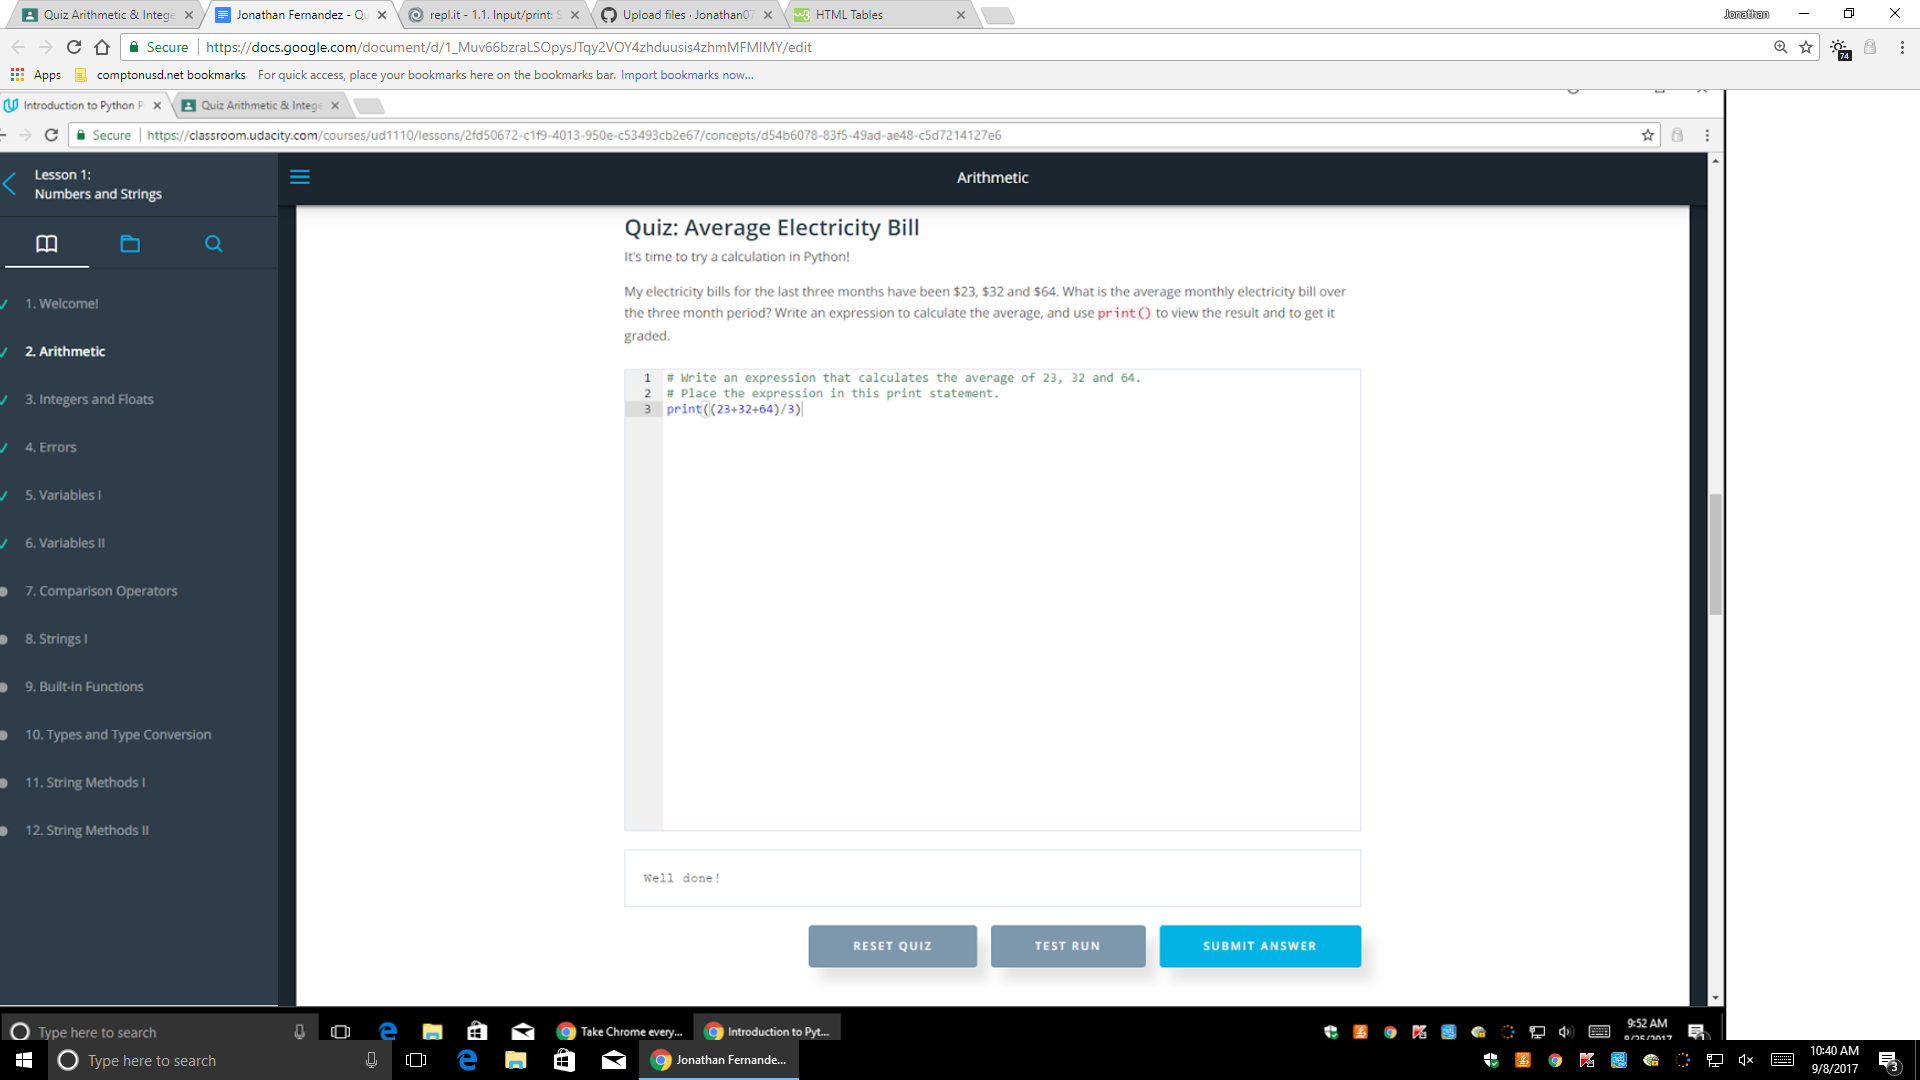 Quiz Arithmetic & Intege
Jonathan Fernandez - Qu
repl.it - 1.1. Input/print: S
Upload files · Jonathan07
HTML Tables
Jonathan
Secure
https://docs.google.com/document/d/1_Muv66bzraLSOpysJTqy2VOY4zhduusis4zhmMFMIMY/edit
74
Apps
comptonusd.net bookmarks
For quick access, place your bookmarks here on the bookmarks bar. Import bookmarks now...
Introduction to Python P
Quiz Arithmetic & Intege
Secure
https://classroom.udacity.com/courses/ud1110/lessons/2fd50672-c1f9-4013-950e-c53493cb2e67/concepts/d54b6078-83f5-49ad-ae48-c5d7214127e6
Lesson 1:
Numbers and Strings
Arithmetic
1. Welcome!
2. Arithmetic
3. Integers and Floats
4. Errors
5. Variables I
6. Variables II
7. Comparison Operators
8. Strings I
9. Built-in Functions
10. Types and Type Conversion
11. String Methods I
12. String Methods II
Quiz: Average Electricity Bill
It's time to try a calculation in Python!
My electricity bills for the last three months have been $23, $32 and $64. What is the average monthly electricity bill over
the three month period? Write an expression to calculate the average, and use print() to view the result and to get it
graded.
1 # Write an expression that calculates the average of 23, 32 and 64.
2 # Place the expression in this print statement.
3 print((23+32+64)/3)
Well done!
RESET QUIZ
TEST RUN
SUBMIT ANSWER
Type here to search
Take Chrome every...
Introduction to Pyt...
9:52 AM
8/25/2017
Type here to search
Jonathan Fernande...
10:40 AM
9/8/2017
3